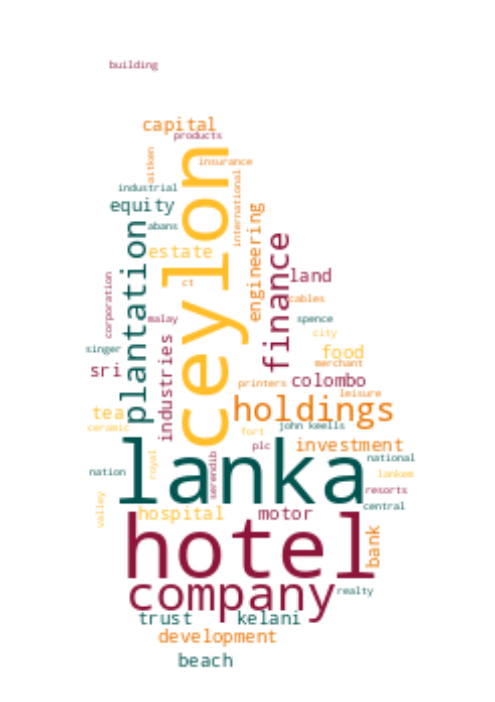 building
capital
products
aitken
insurance
international
industrial
equity
abans
ceylon
plantation
estate
engineering
finance
ct
land
corporation
cables
malay
spence
industries
city
singer
food
merchant
sri
colombo
printers
leisure
tea
holdings
ceramic
fort
john keells
plc
investment
lanka
national
nation
royal
serendib
lankem
resorts
valley
central
hospital
motor
hotel
bank
company
realty
trust
kelani
development
beach